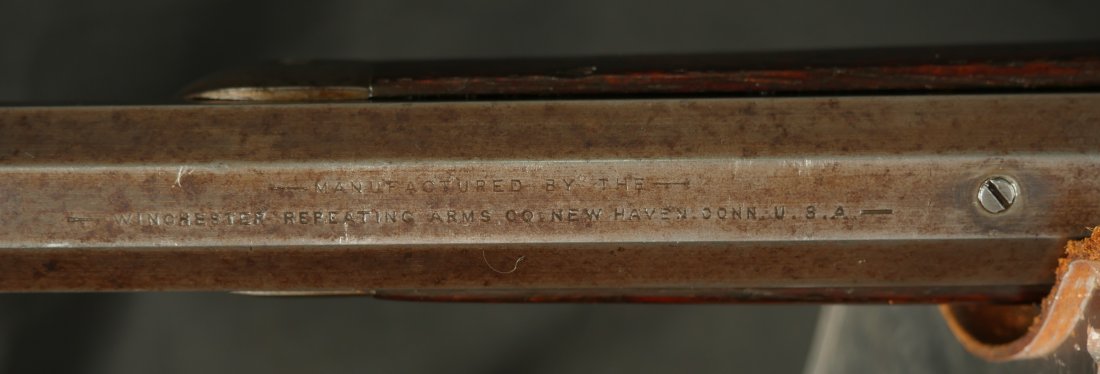 — MANUFACTURED BY THE —
— WINCHESTER REPEATING ARMS CO. NEW HAVEN. CONN. U. S. A. —